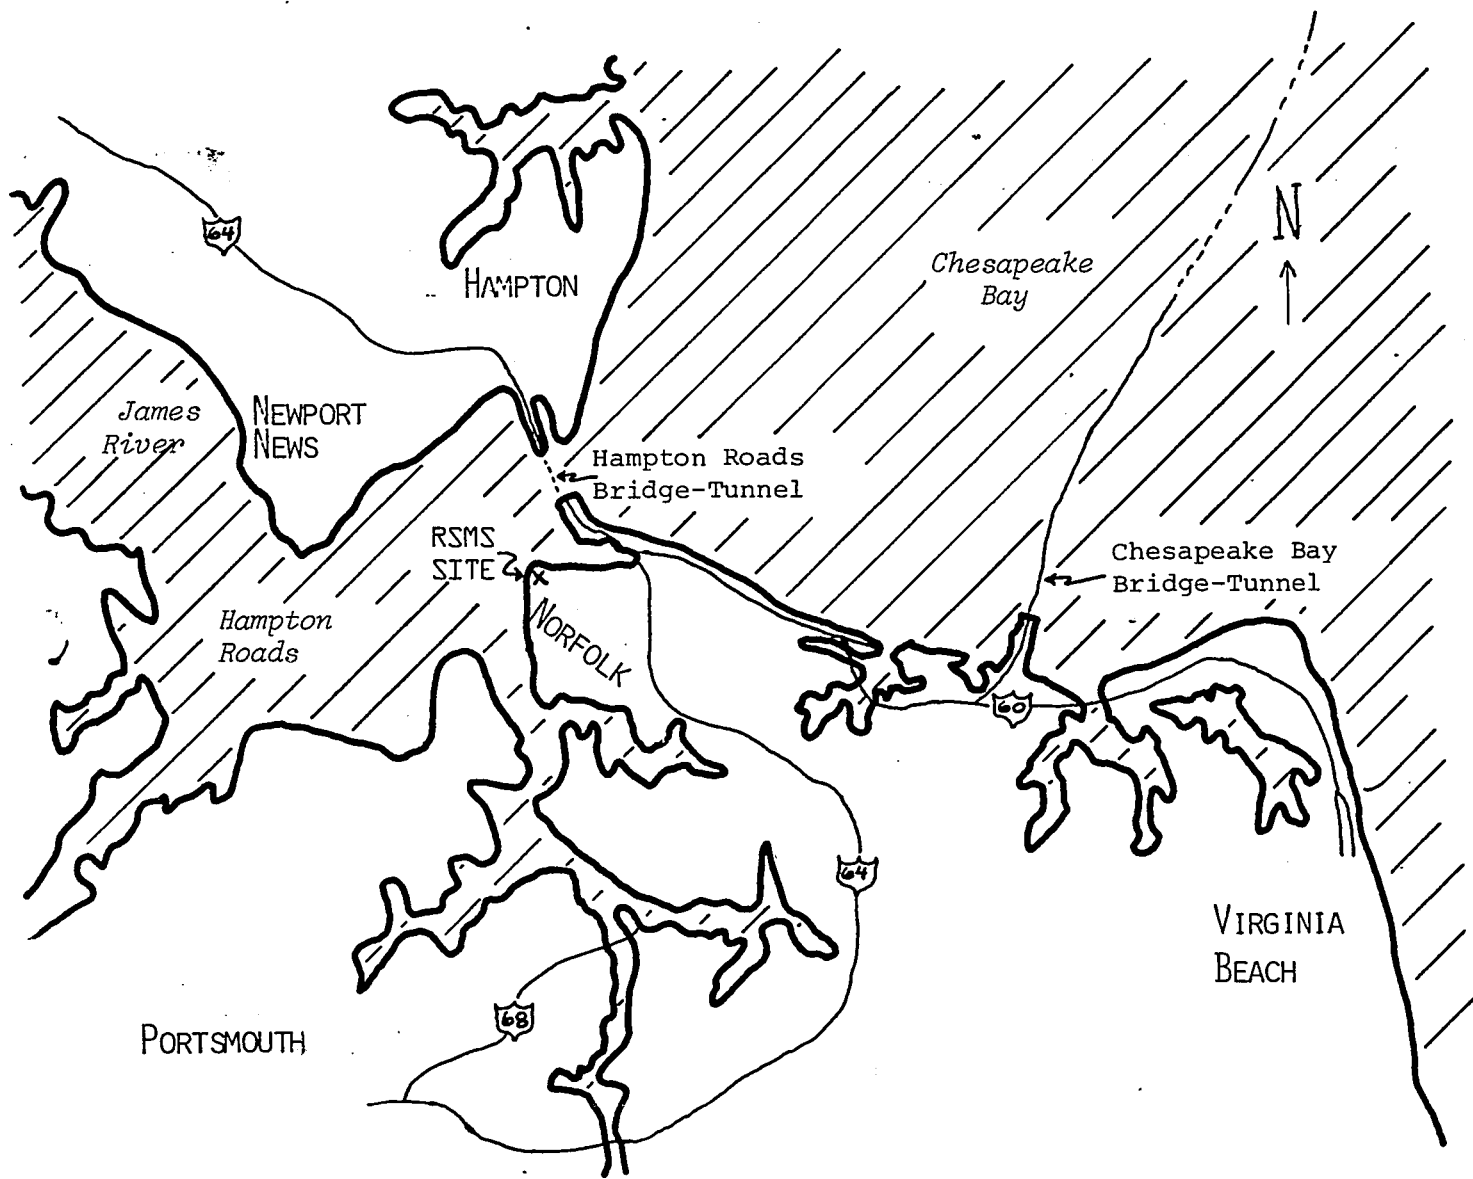 64
N
HAMPTON
Chesapeake
Bay
James
River
NEWPORT
NEWS
Hampton Roads
Bridge-Tunnel
RSMS
SITE
x
Chesapeake Bay
Bridge-Tunnel
Hampton
Roads
NORFOLK
60
64
VIRGINIA
BEACH
68
PORTSMOUTH